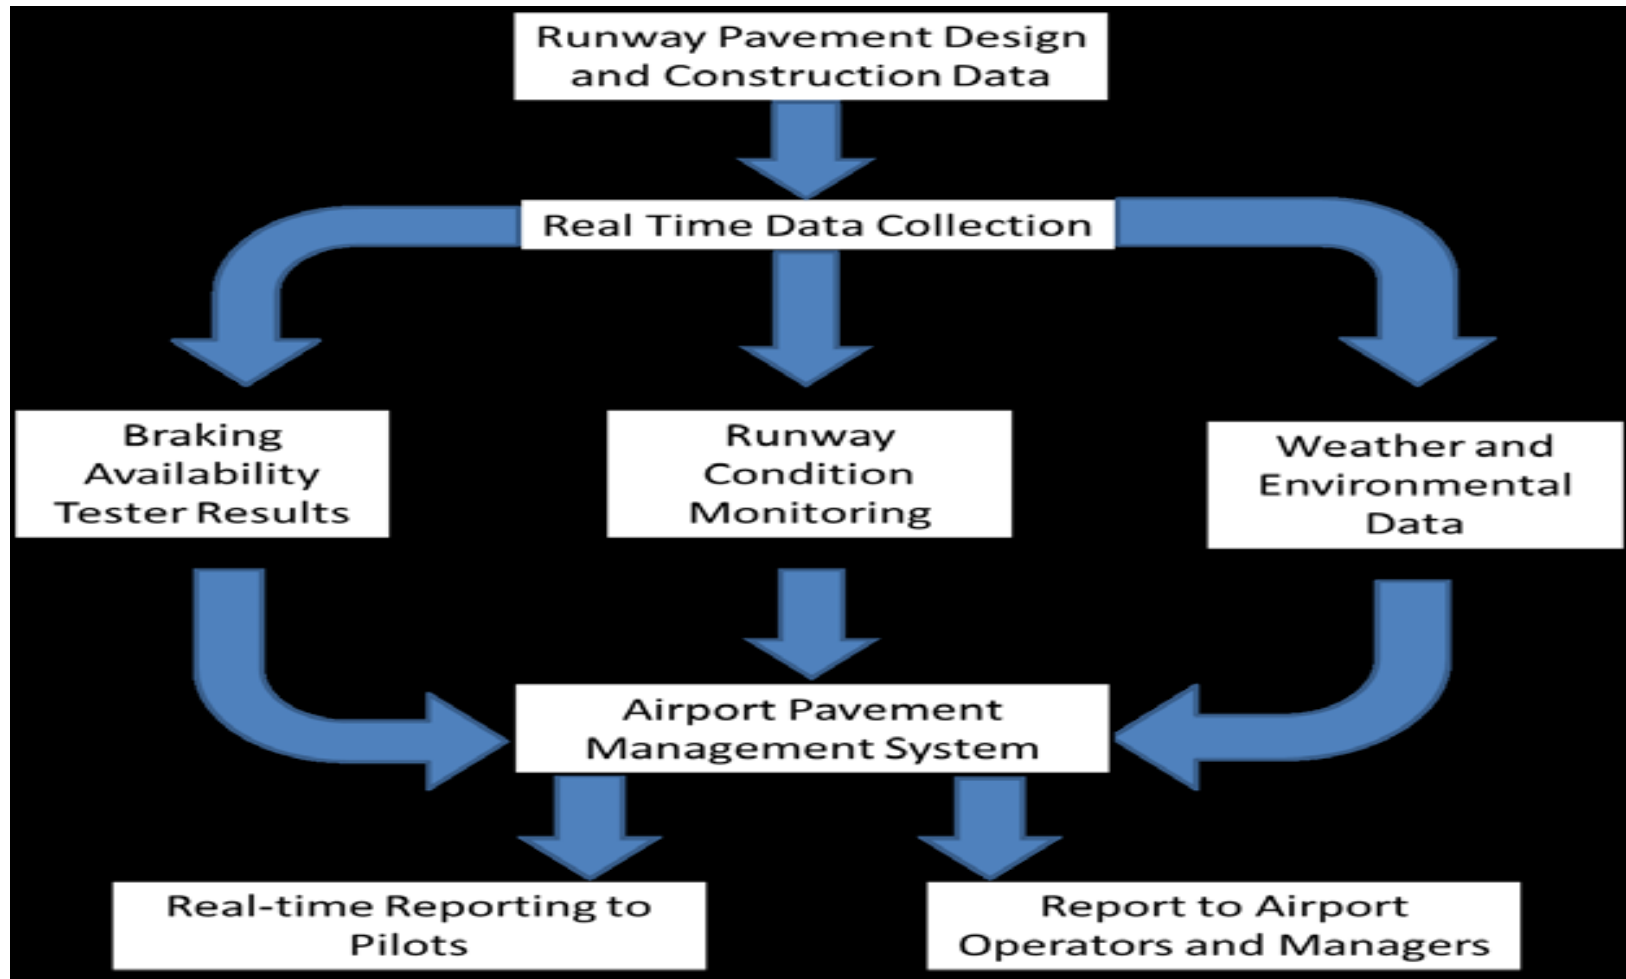 Runway Pavement Design
and Construction Data
Real Time Data Collection
Braking
Availability
Tester Results
Runway
Condition
Monitoring
Weather and
Environmental
Data
Airport Pavement
Management System
Real-time Reporting to
Pilots
Report to Airport
Operators and Managers